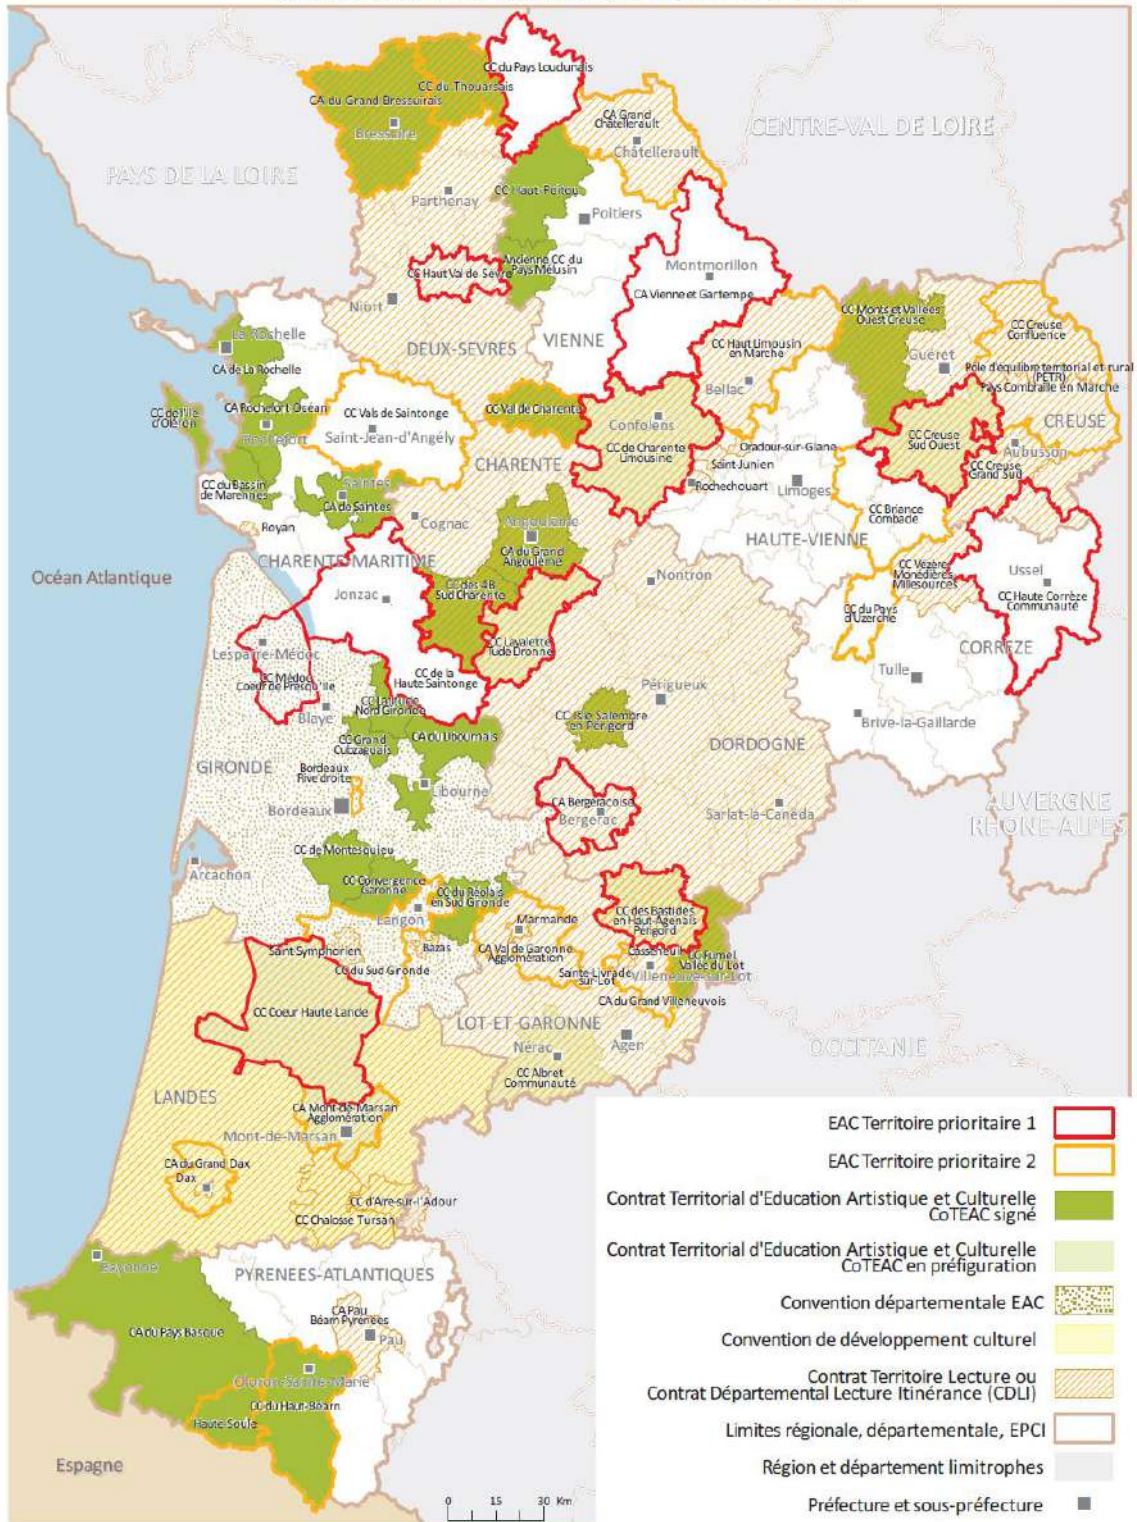 CC du Pays Loudunais
CC du Thouarsais
CA du Grand Bressuirais
Bressuire
CA Grand
Châtellerault
Châtellerault
CENTRE-VAL DE LOIRE
PAYS DE LA LOIRE
Parthenay
CC Haut-Poitou
Poitiers
Ancienne CC du
Pays Mélusin
CC Haut Val de Sèvre
Montmorillon
CA Vienne et Gartempe
Niort
DEUX-SEVRES
VIENNE
CC Monts et Vallées
Ouest Creuse
CC Creuse
Confluence
CC Haut Limousin
en Marche
Guéret
La Rochelle
CA de La Rochelle
Bellac
Pôle d'équilibre territorial et rural
(PETR)
Pays Combraille en Marche
CC de l'île
d'Oléron
CA Rochefort Océan
Rochefort
CC Vals de Saintonge
Saint-Jean-d'Angély
CC Val de Charente
Confolens
CC de Charente
Limousine
CREUSE
CC Creuse
Sud Ouest
Aubusson
CC Creuse
Grand Sud
CHARENTE
Oradour-sur-Glane
Saint-Junien
Rochechouart
Limoges
CC du Bassin
de Marennes
Saintes
CA de Saintes
Cognac
Angoulême
CA du Grand
Angoulême
CC Briance
Combade
HAUTE-VIENNE
Royan
CHARENTE-MARITIME
Océan Atlantique
Nontron
CC Vézère
Monédières
Millesources
Ussel
CC Haute Corrèze
Communauté
Jonzac
CC des 4B
Sud Charente
CC du Pays
d'Uzerche
CC Lavalette
Tude Dronne
CORREZE
Tulle
Lesparre-Médoc
CC Médoc
Coeur de Presqu'île
CC de la
Haute Saintonge
Périgueux
Blaye
CC Latitude
Nord Gironde
CC Isle Salembre
en Périgord
Brive-la-Gaillarde
CC Grand
Cubzaguais
CA du Libournais
DORDOGNE
GIRONDE
Bordeaux
Rive droite
Libourne
Bordeaux
CA Bergeracoise
Bergerac
Sarlat-la-Canéda
AUVERGNE
RHONE-ALPES
CC de Montesquieu
Arcachon
CC Convergence
Garonne
CC du Réolais
en Sud Gironde
CC des Bastides
en Haut-Agenais
Périgord
Langon
Marmande
Saint Symphorien
Bazas
CA Val de Garonne
Agglomération
Casseneuil
CC Fumel
Vallée du Lot
CC du Sud Gironde
Sainte-Livrade
sur-Lot
Villeneuve-sur-Lot
CA du Grand Villeneuvois
CC Coeur Haute Lande
LOT-ET-GARONNE
Nérac
Agen
OCCITANIE
CC Albret
Communauté
LANDES
CA Mont-de-Marsan
Agglomération
Mont-de-Marsan
CA du Grand Dax
Dax
CC d'Aire-sur-l'Adour
CC Chalosse Tursan
Bayonne
PYRENEES-ATLANTIQUES
CA du Pays Basque
CA Pau
Béarn Pyrénées
Pau
Oloron-Sainte-Marie
CC du Haut-Béarn
Haute Soule
Espagne
0 15 30 Km
EAC Territoire prioritaire 1
EAC Territoire prioritaire 2
Contrat Territorial d'Education Artistique et Culturelle
CoTEAC signé
Contrat Territorial d'Education Artistique et Culturelle
CoTEAC en préfiguration
Convention départementale EAC
Convention de développement culturel
Contrat Territoire Lecture ou
Contrat Départemental Lecture Itinérance (CDLI)
Limites régionale, départementale, EPCI
Région et département limitrophes
Préfecture et sous-préfecture